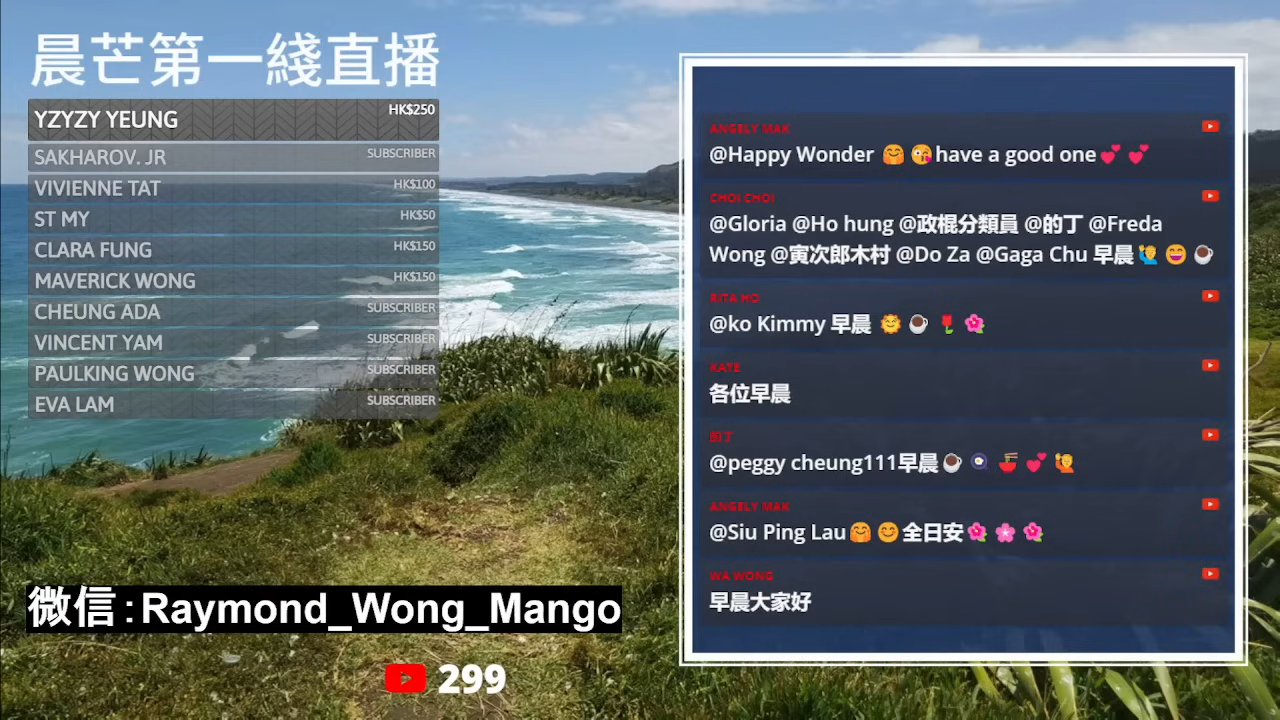 晨芒第一綫直播
YZYZY YEUNG HK$250
SAKHAROV. JR SUBSCRIBER
VIVIENNE TAT HK$100
ST MY HK$50
CLARA FUNG HK$150
MAVERICK WONG HK$150
CHEUNG ADA SUBSCRIBER
VINCENT YAM SUBSCRIBER
PAULKING WONG SUBSCRIBER
EVA LAM SUBSCRIBER
微信:Raymond_Wong_Mango
299
ANGELY MAK
@Happy Wonder 🤗 😘have a good one💕 💕
CHOI CHOI
@Gloria @Ho hung @政棍分類員 @的丁 @Freda
Wong @寅次郎木村 @Do Za @Gaga Chu 早晨🙋‍♂️ 😄 ☕
RITA HO
@ko Kimmy 早晨 🌞 ☕ 🌷 🌺
KATE
各位早晨
的丁
@peggy cheung111早晨☕ 🍳 🍜 💕 🙋
ANGELY MAK
@Siu Ping Lau🤗 😊全日安🌺 🌸 🌺
WA WONG
早晨大家好